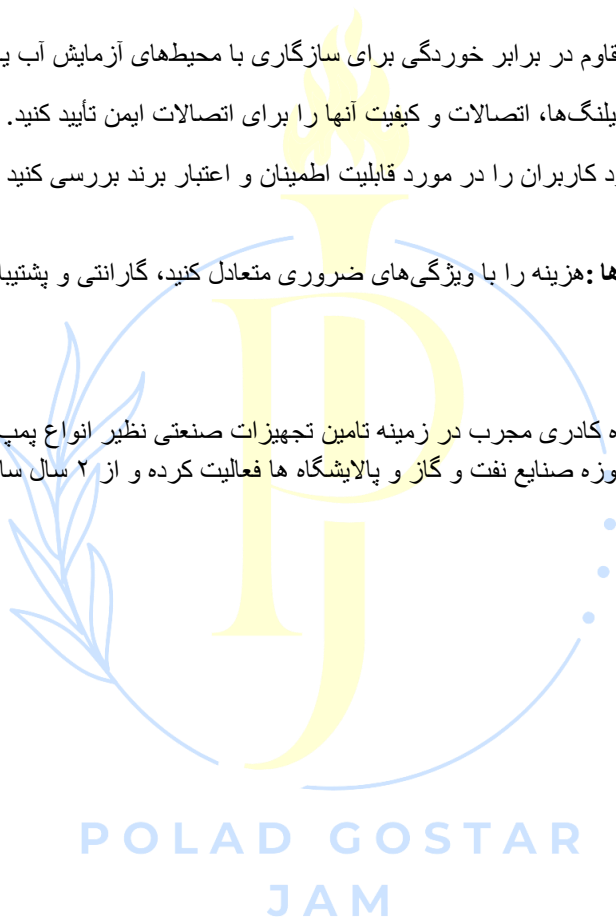 قاوم در برابر خوردگی برای سازگاری با محیط‌های آزمایش آب
یلنگ‌ها، اتصالات و کیفیت آنها را برای اتصالات ایمن تأیید کنید.
کاربران را در مورد قابلیت اطمینان و اعتبار برند بررسی کنید
ها :هزینه را با ویژگی‌های ضروری متعادل کنید، گارانتی و پشتیبا
کادری مجرب در زمینه تامین تجهیزات صنعتی نظیر انواع پمپ
وزه صنایع نفت و گاز و پالایشگاه ها فعالیت کرده و از ۲ سال سا
POLAD GOSTAR
JAM